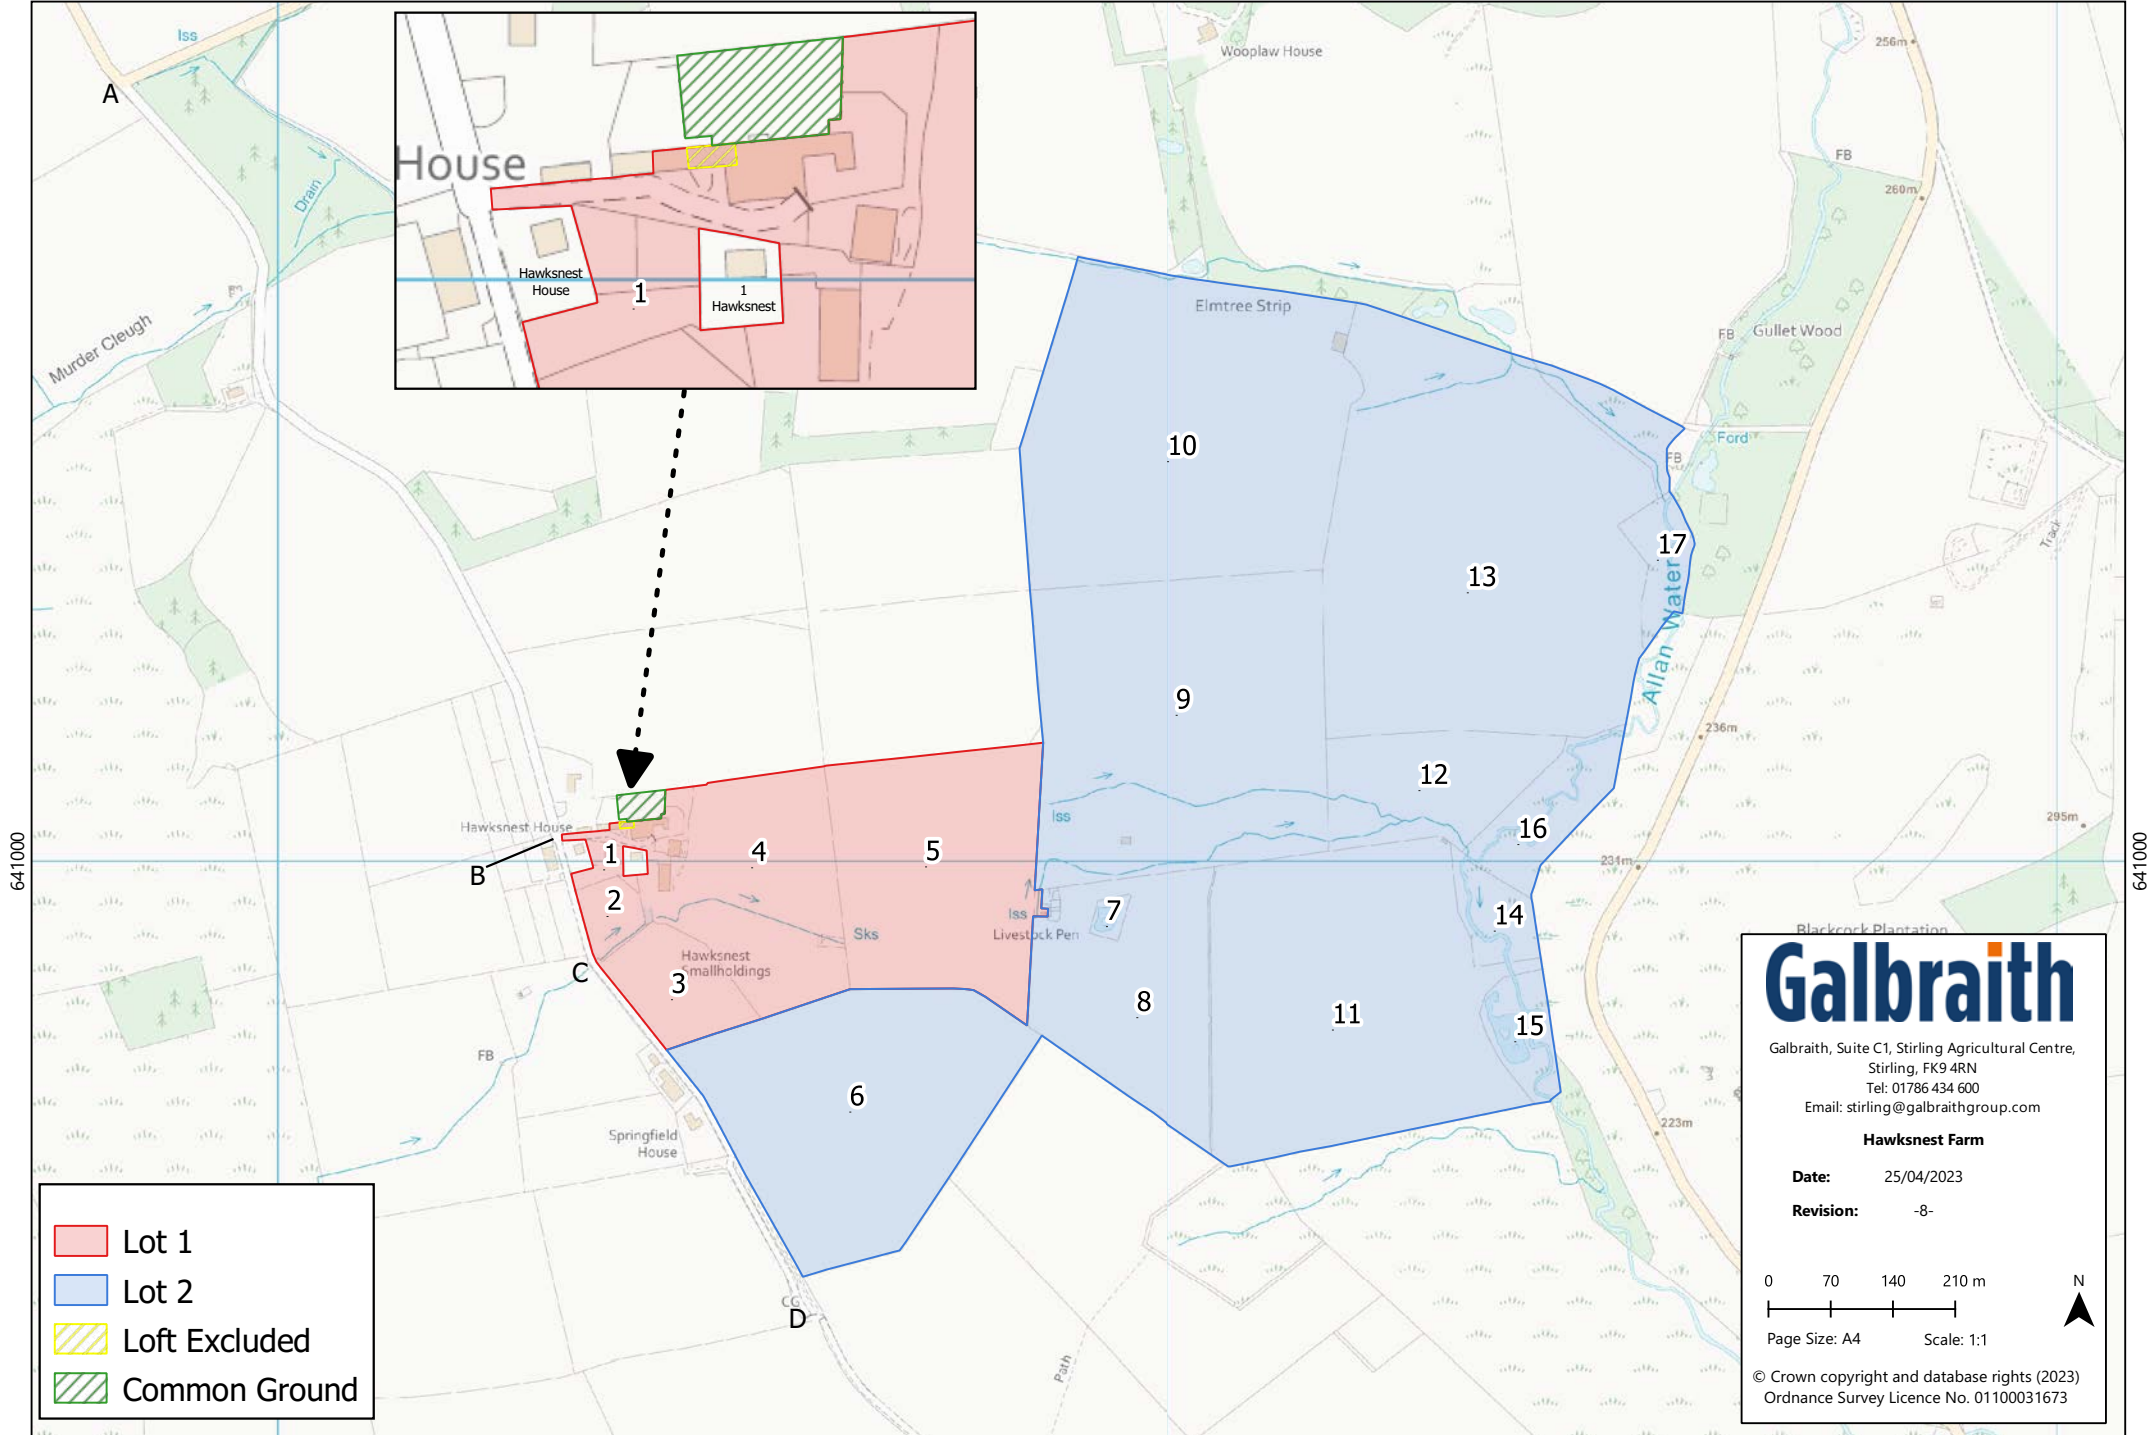 Iss
A
Drain
Murder Cleugh
House
Hawksnest
House
1
1
Hawksnest
Wooplaw House
256m
FB
260m
Elmtree Strip
FB
Gullet Wood
Ford
FB
10
17
13
Track
Allan Water
9
236m
12
Iss
16
295m
641000
641000
Hawksnest House
B
1
2
4
5
231m
7
14
Iss
Livestock Pen
Sks
Hawksnest
Smallholdings
C
3
8
11
15
Blackcock Plantation
FB
6
223m
Springfield
House
CG
D
Path
Lot 1
Lot 2
Loft Excluded
Common Ground
Galbraith
Galbraith, Suite C1, Stirling Agricultural Centre,
Stirling, FK9 4RN
Tel: 01786 434 600
Email: stirling@galbraithgroup.com
Hawksnest Farm
Date: 25/04/2023
Revision: -8-
0 70 140 210 m
N
Page Size: A4 Scale: 1:1
© Crown copyright and database rights (2023)
Ordnance Survey Licence No. 01100031673